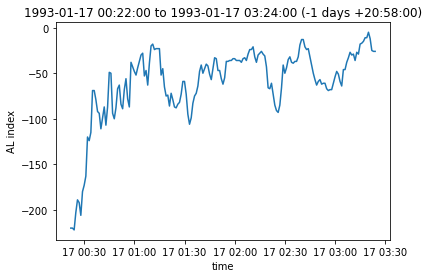 1993-01-17 00:22:00 to 1993-01-17 03:24:00 (-1 days +20:58:00)
0
−50
−100
−150
−200
AL index
17 00:30 17 01:00 17 01:30 17 02:00 17 02:30 17 03:00 17 03:30
time